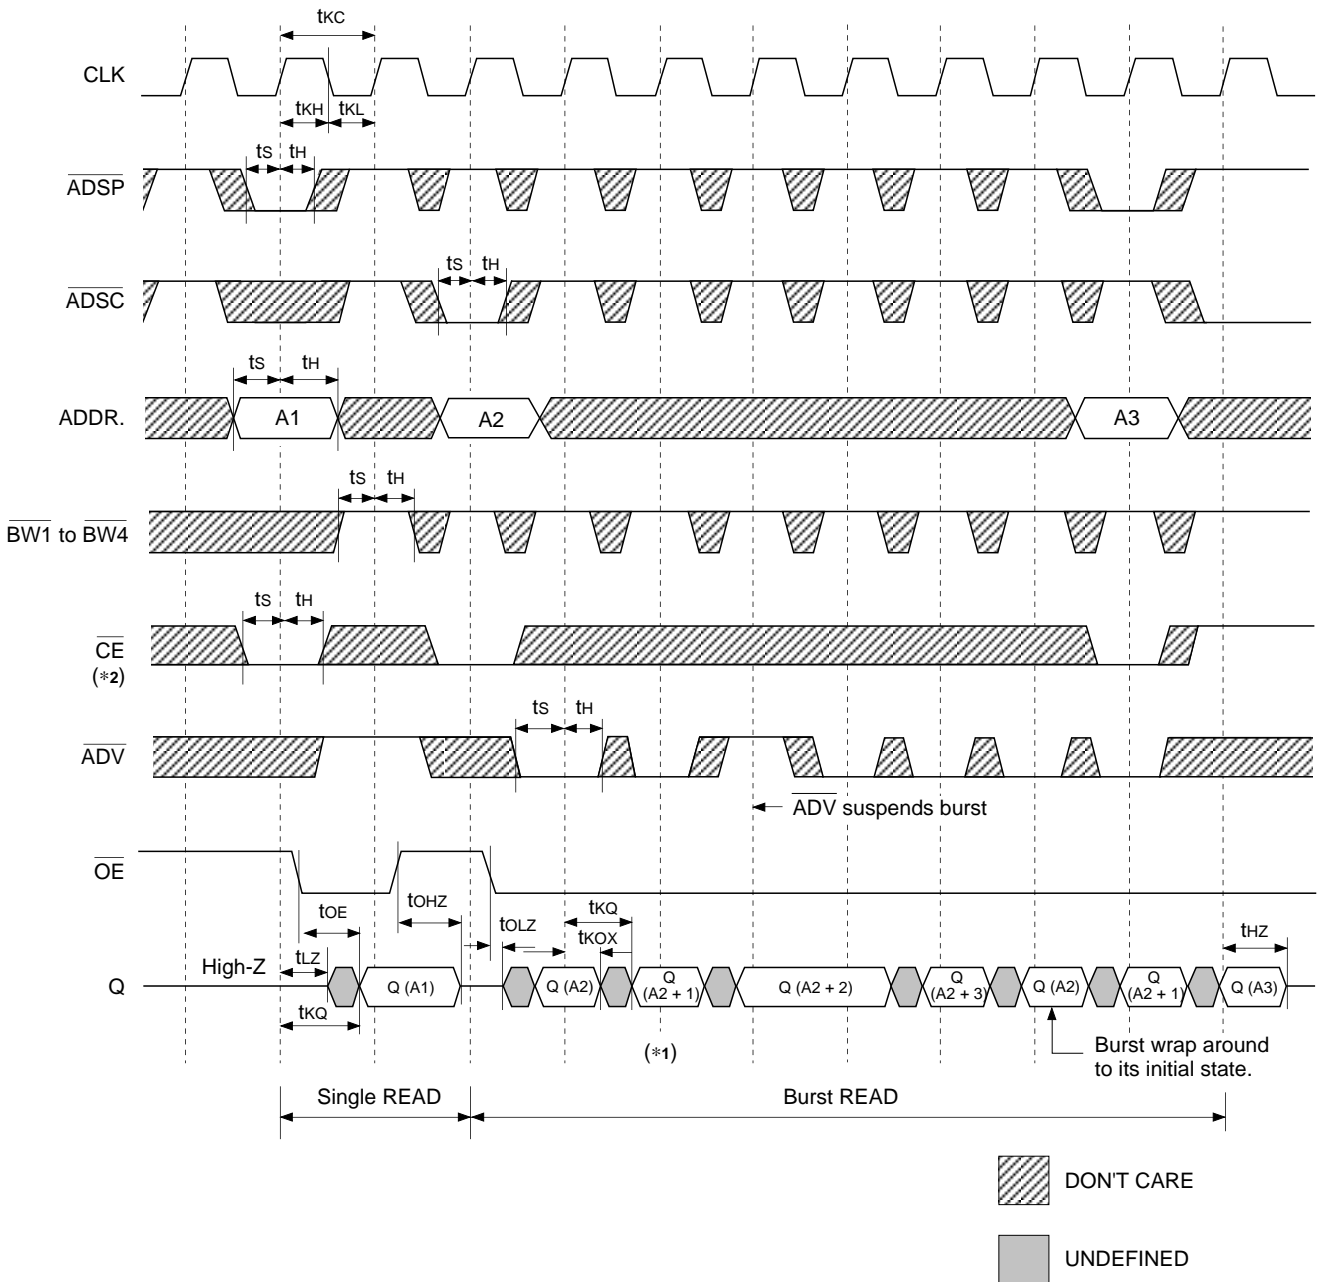 tKC
CLK
tKH tKL
tS tH
ADSP
tS tH
ADSC
tS tH
ADDR. A1 A2 A3
tS tH
BW1 to BW4
tS tH
CE
(*2)
tS tH
ADV
ADV suspends burst
OE
tOE tOHZ tOLZ tKQ tHZ
tKOX
tLZ
High-Z
Q Q (A1) Q (A2) Q (A2 + 1) Q (A2 + 2) Q (A2 + 3) Q (A2) Q (A2 + 1) Q (A3)
tKQ
(*1)
Burst wrap around
to its initial state.
Single READ Burst READ
DON'T CARE
UNDEFINED